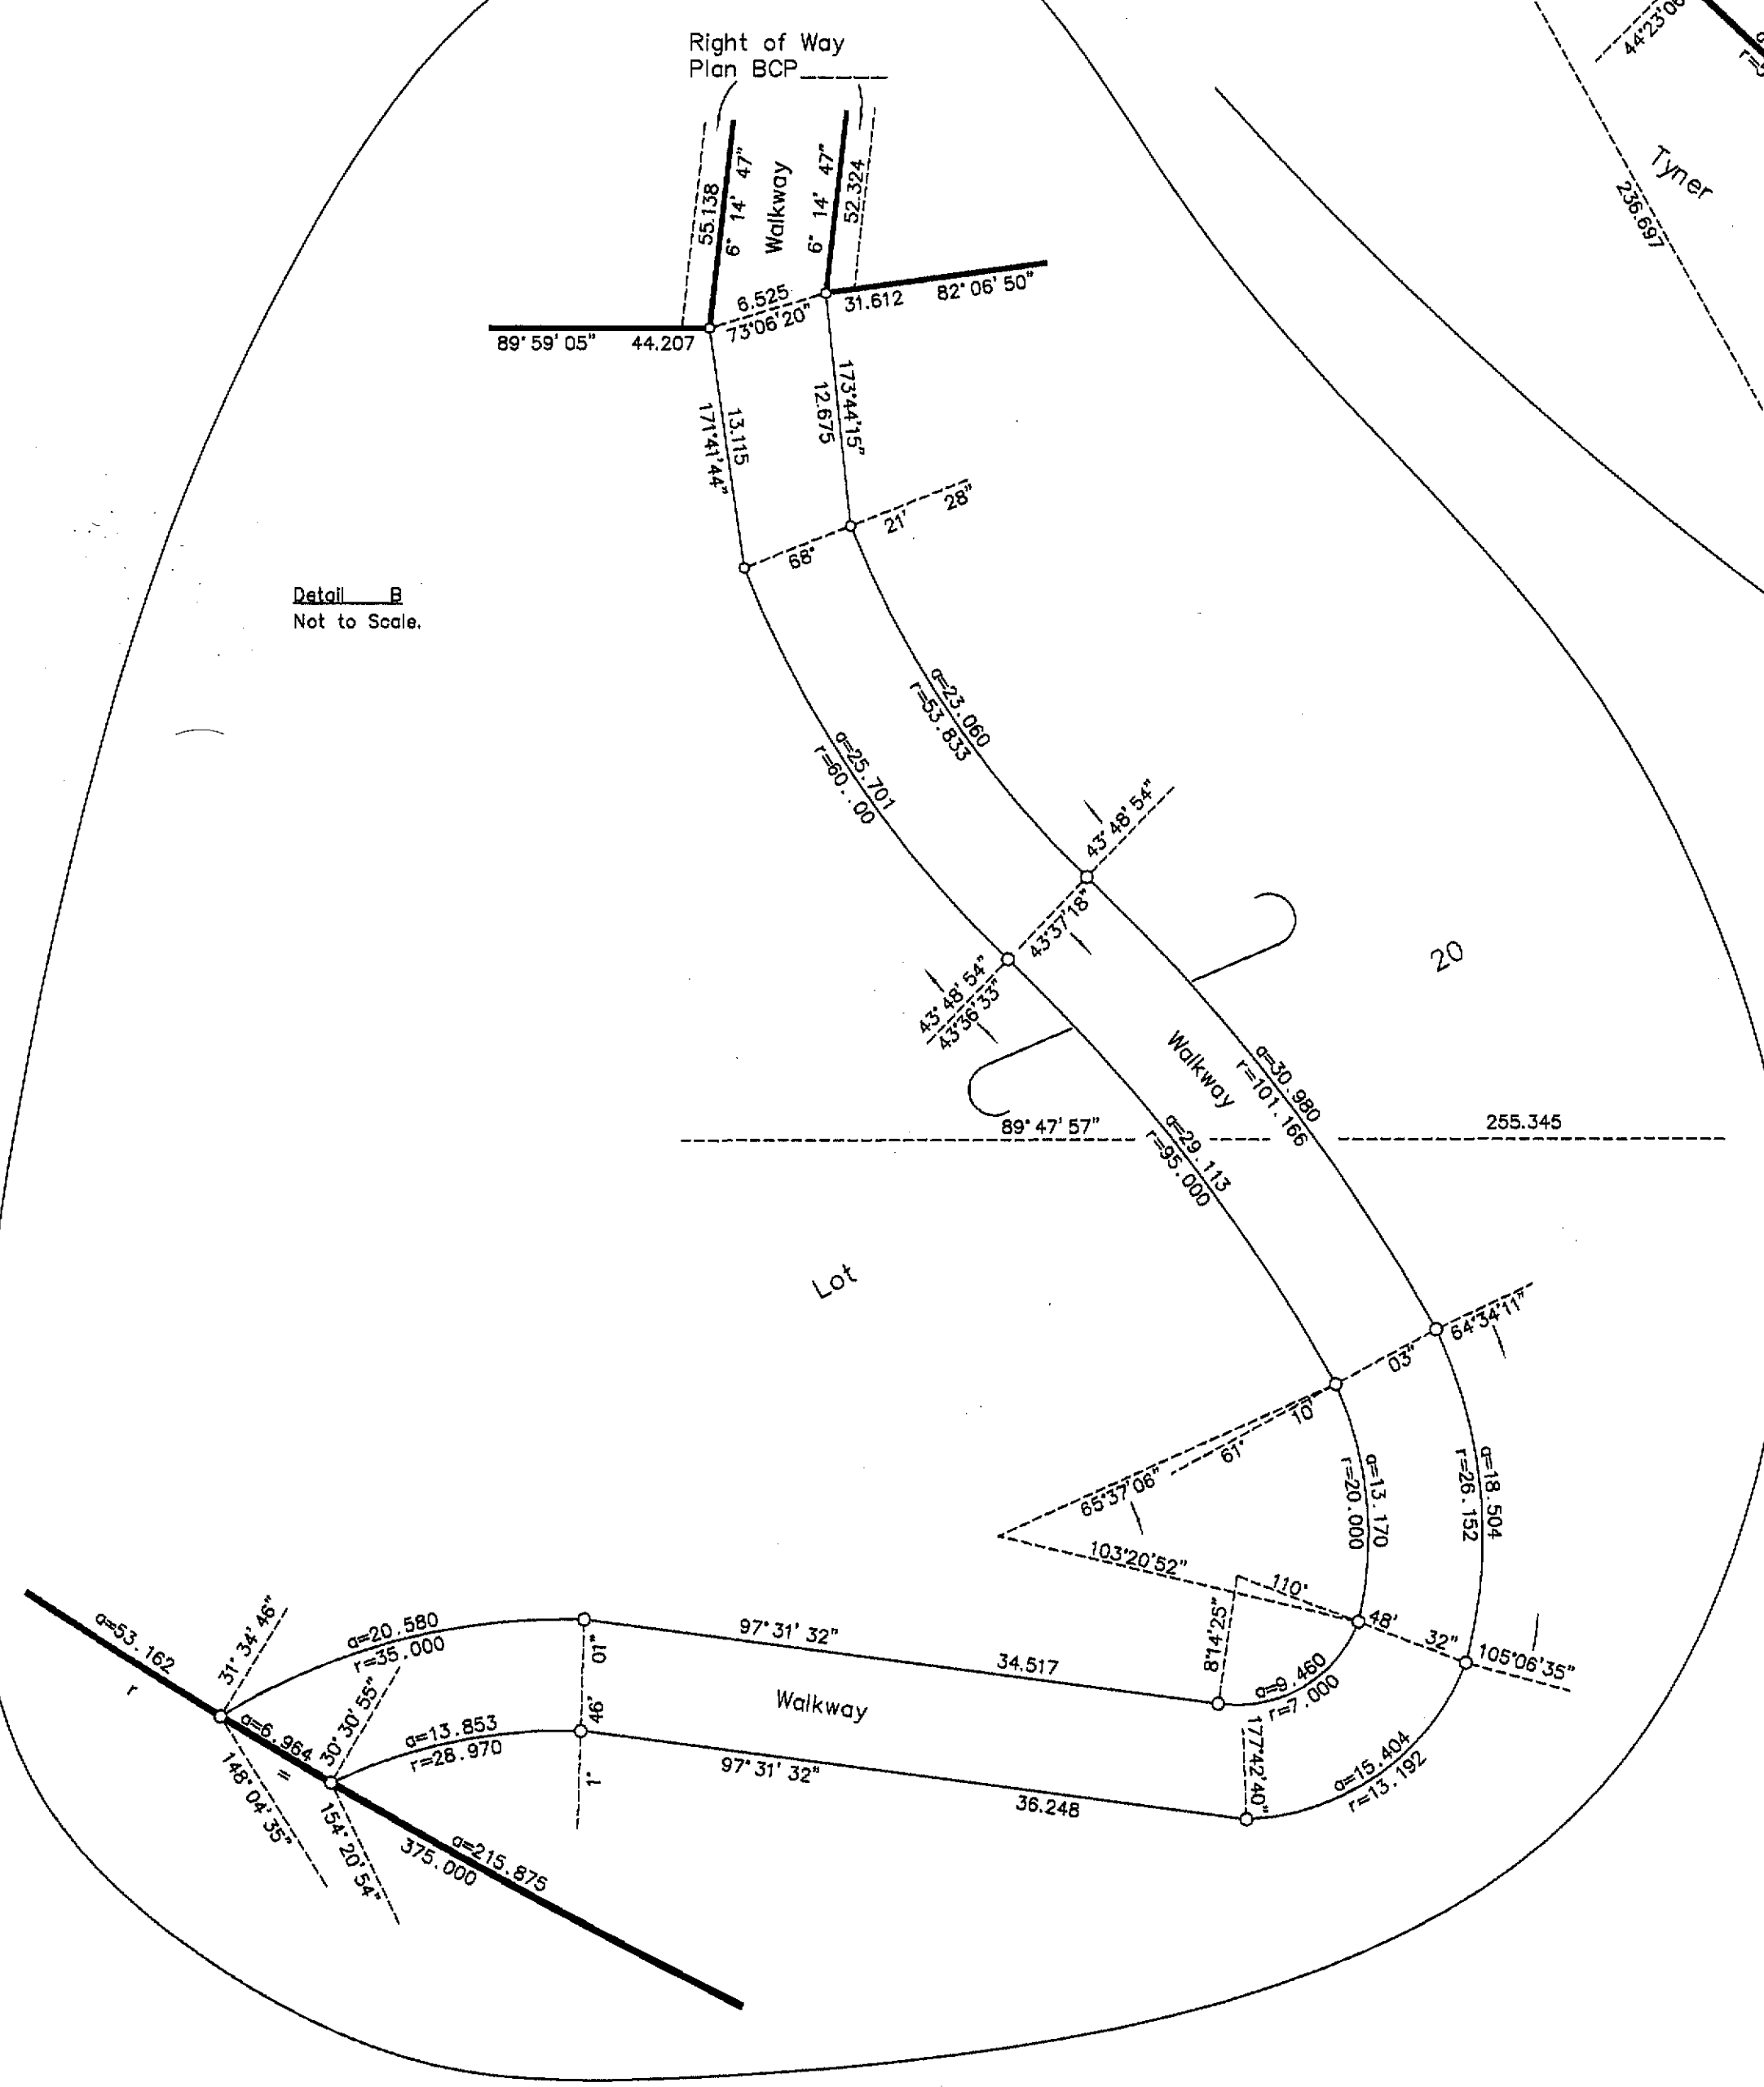 Right of Way
Plan BCP_____
44°23'06
Tyner
236.697
55.138
6° 14' 47"
Walkway
6° 14' 47"
52.324
6.525
73°06'20"
31.612 82°06'50"
89°59'05" 44.207
13.115
171°41'44"
173°44'15"
12.675
68° 21' 28"
Detail B
Not to Scale.
a=23.060
r=53.833
a=25.701
r=60..00
43°48'54"
43°37'18"
43°48'54"
43°36'33"
20
Walkway
a=30.980
r=101.166
89°47'57"
255.345
a=29.113
r=95.000
Lot
64°34'11"
61° 10' 03"
65°37'06"
a=13.170
r=20.000
a=18.504
r=26.152
103°20'52"
110° 48' 32"
105°06'35"
8°14'25"
a=9.460
r=7.000
177°42'40"
a=15.404
r=13.192
a=53.162
r = 375.000
31°34'46"
a=20.580
r=35.000
97°31'32"
34.517
Walkway
7° 46' 01"
a=6.964
30°30'55"
a=13.853
r=28.970
97°31'32"
36.248
148°04'35"
154°20'54"
a=215.875